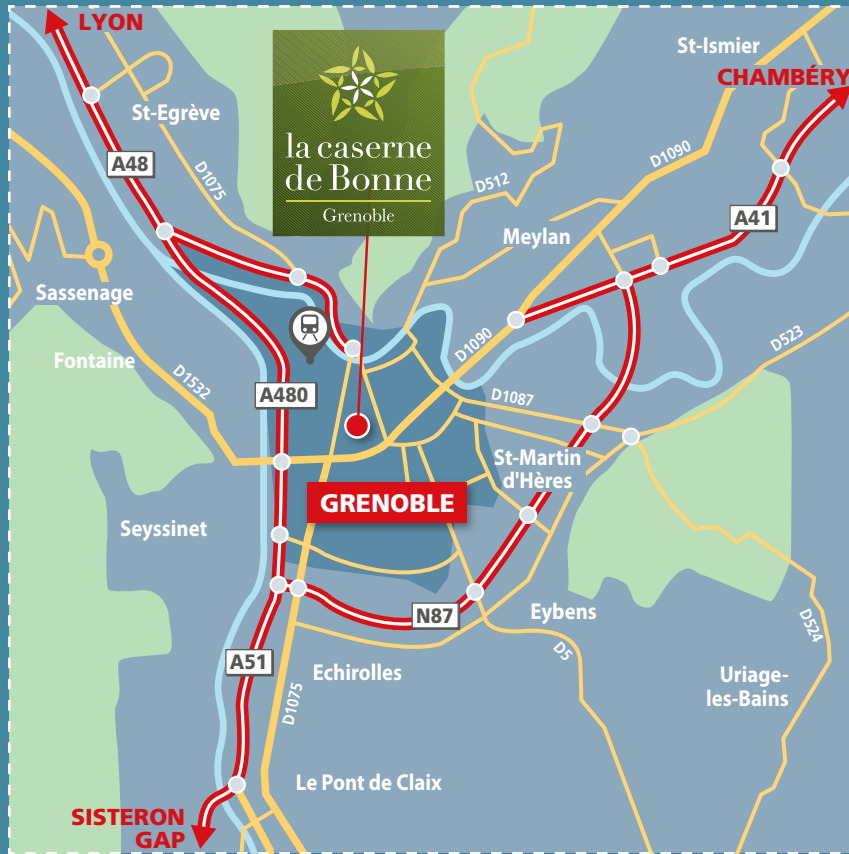 LYON
St-Ismier
CHAMBÉRY
St-Egrève
la caserne
de Bonne
Grenoble
A48
D1075
D512
D1090
A41
Meylan
Sassenage
Fontaine
D1532
A480
D1090
D523
D1087
St-Martin
d'Hères
GRENOBLE
Seyssinet
N87
Eybens
A51
D1075
Echirolles
D5
D524
Uriage-
les-Bains
Le Pont de Claix
SISTERON
GAP